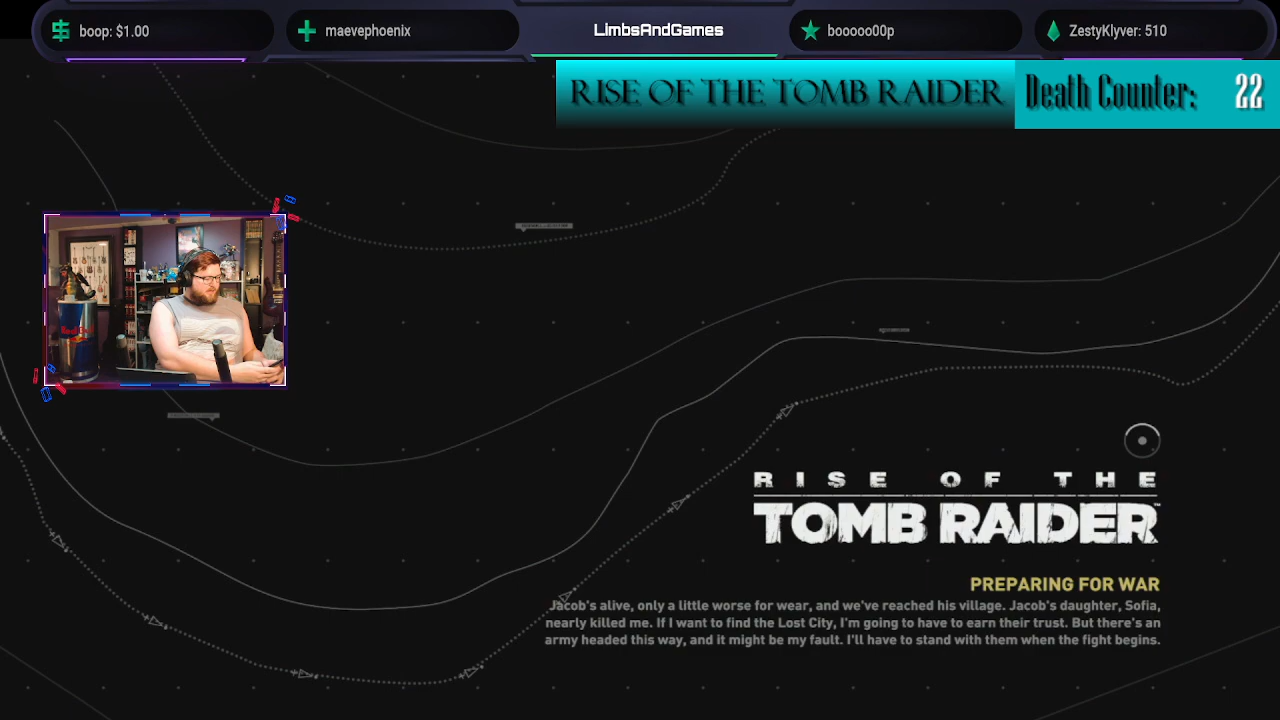 boop: $1.00
maevephoenix
LimbsAndGames
booooo00p
ZestyKlyver: 510
RISE OF THE TOMB RAIDER
Death Counter: 22
RedBull
RISE OF THE
TOMB RAIDER™
PREPARING FOR WAR
Jacob's alive, only a little worse for wear, and we've reached his village. Jacob's daughter, Sofia,
nearly killed me. If I want to find the Lost City, I'm going to have to earn their trust. But there's an
army headed this way, and it might be my fault. I'll have to stand with them when the fight begins.